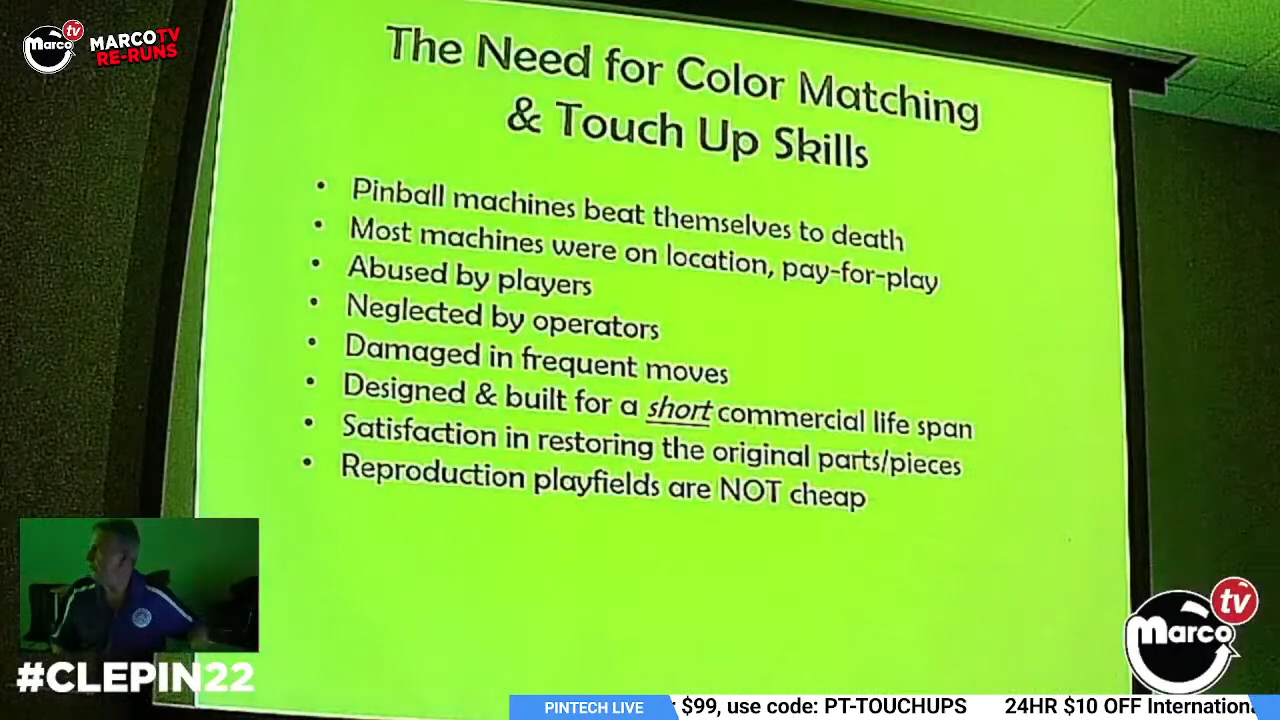 marco tv
MARCO TV
RE-RUNS
The Need for Color Matching
& Touch Up Skills
• Pinball machines beat themselves to death
• Most machines were on location, pay-for-play
• Abused by players
• Neglected by operators
• Damaged in frequent moves
• Designed & built for a short commercial life span
• Satisfaction in restoring the original parts/pieces
• Reproduction playfields are NOT cheap
#CLEPIN22
marco tv
PINTECH LIVE $99, use code: PT-TOUCHUPS 24HR $10 OFF